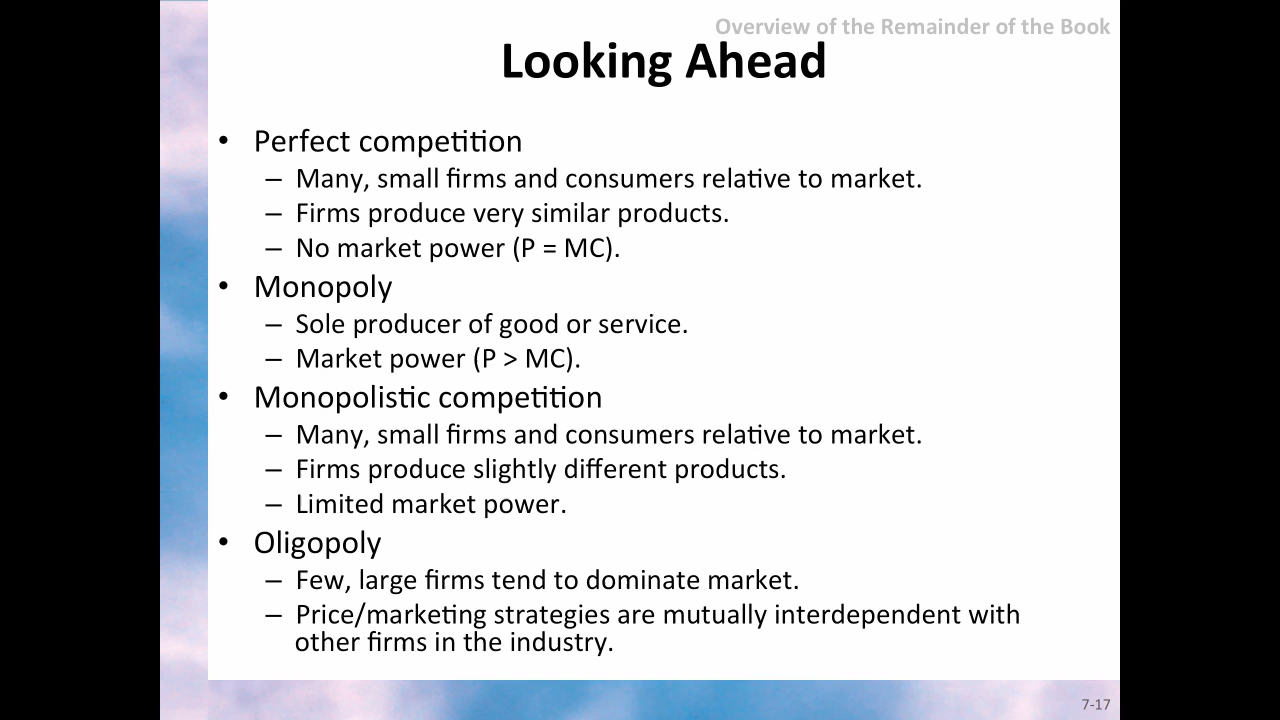 Overview of the Remainder of the Book
Looking Ahead
• Perfect competition
– Many, small firms and consumers relative to market.
– Firms produce very similar products.
– No market power (P = MC).
• Monopoly
– Sole producer of good or service.
– Market power (P > MC).
• Monopolistic competition
– Many, small firms and consumers relative to market.
– Firms produce slightly different products.
– Limited market power.
• Oligopoly
– Few, large firms tend to dominate market.
– Price/marketing strategies are mutually interdependent with
other firms in the industry.
7-17